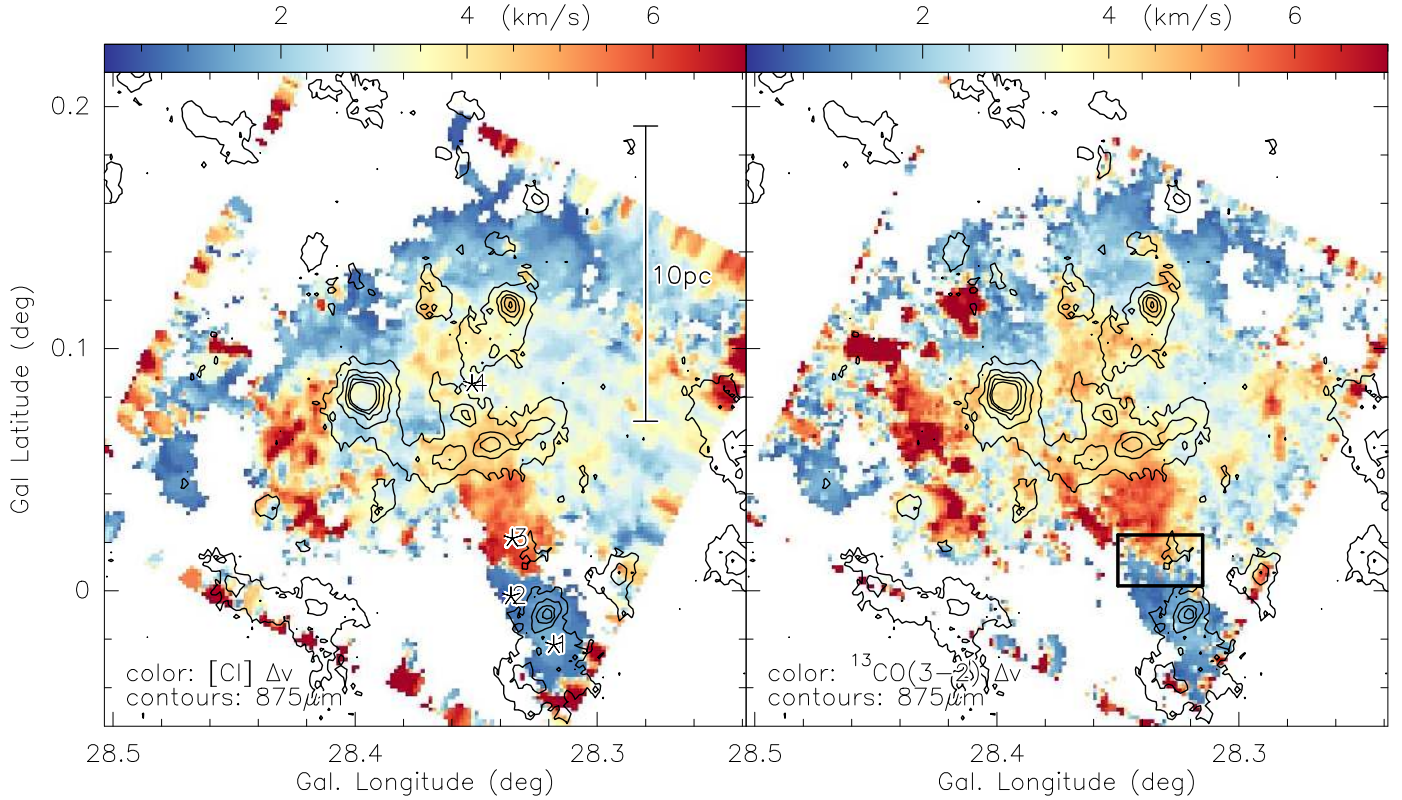 2 4 (km/s) 6 2 4 (km/s) 6
0.2
10pc
0.1
4
3
0
2
1
Gal Latitude (deg)
color: [CI] Δv color: ¹³CO(3−2) Δv
contours: 875μm contours: 875μm
28.5 28.4 28.3 28.5 28.4 28.3
Gal. Longitude (deg) Gal. Longitude (deg)